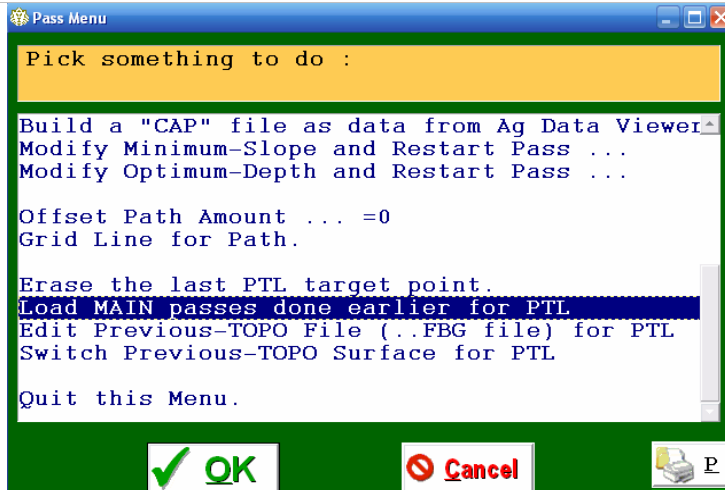 Pass Menu
Pick something to do :
Build a "CAP" file as data from Ag Data Viewer
Modify Minimum-Slope and Restart Pass ...
Modify Optimum-Depth and Restart Pass ...
Offset Path Amount ... =0
Grid Line for Path.
Erase the last PTL target point.
Load MAIN passes done earlier for PTL
Edit Previous-TOPO File (..FBG file) for PTL
Switch Previous-TOPO Surface for PTL
Quit this Menu.
OK Cancel P